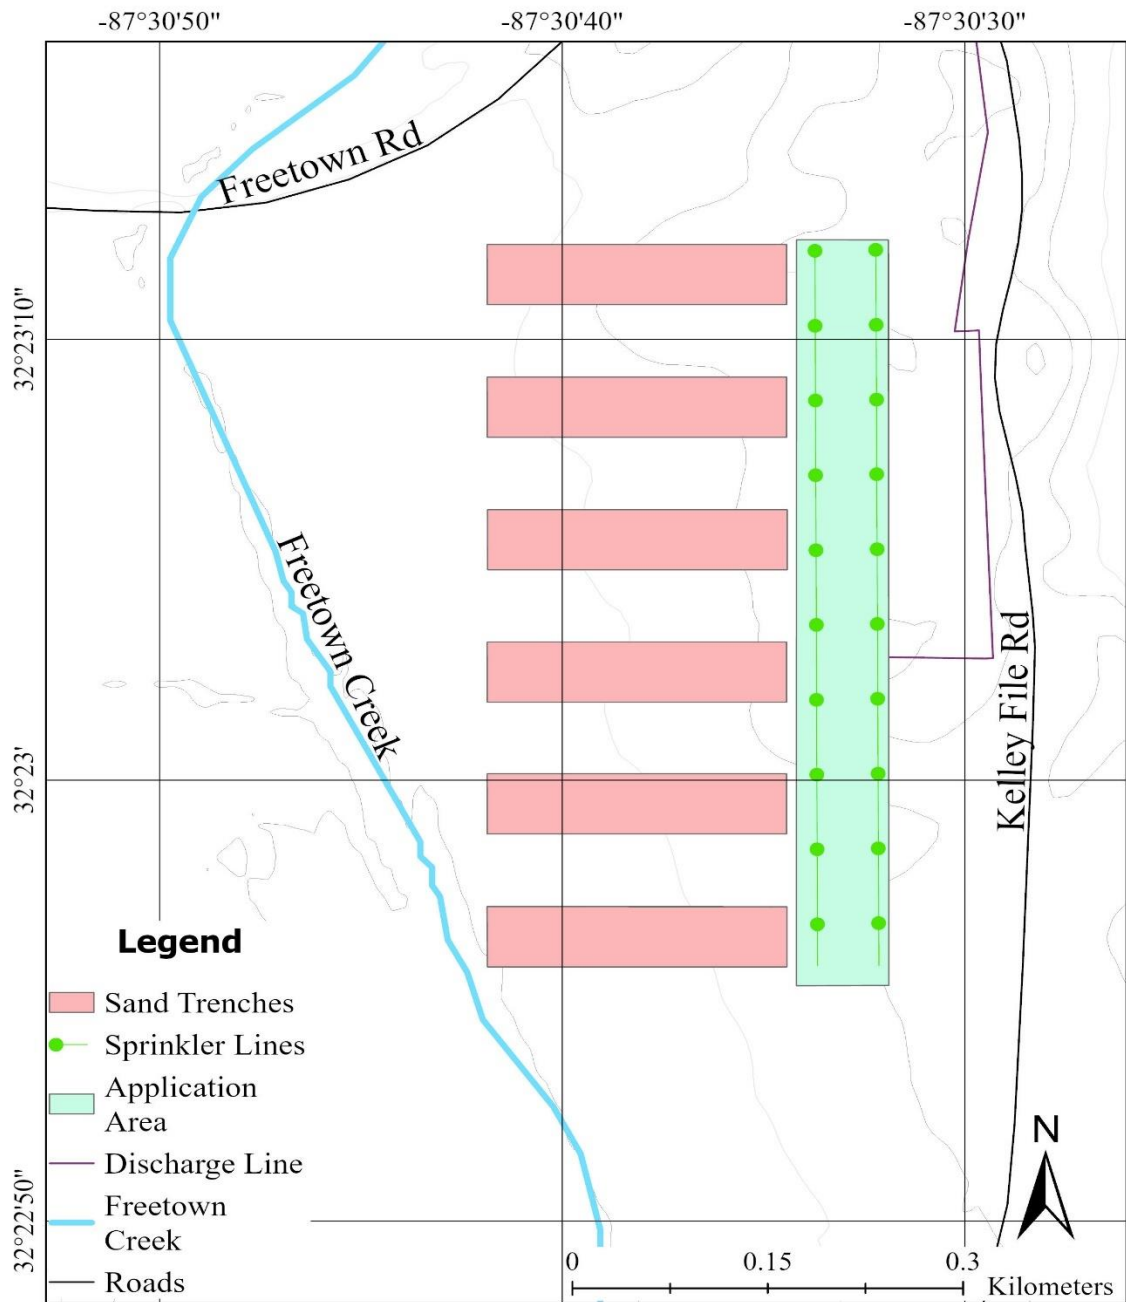 -87°30'50"
-87°30'40"
-87°30'30"
Freetown Rd
32°23'10"
Freetown Creek
Kelley File Rd
32°23"
32°22'50"
Legend
Sand Trenches
Sprinkler Lines
Application
Area
Discharge Line
Freetown
Creek
Roads
N
0
0.15
0.3
Kilometers